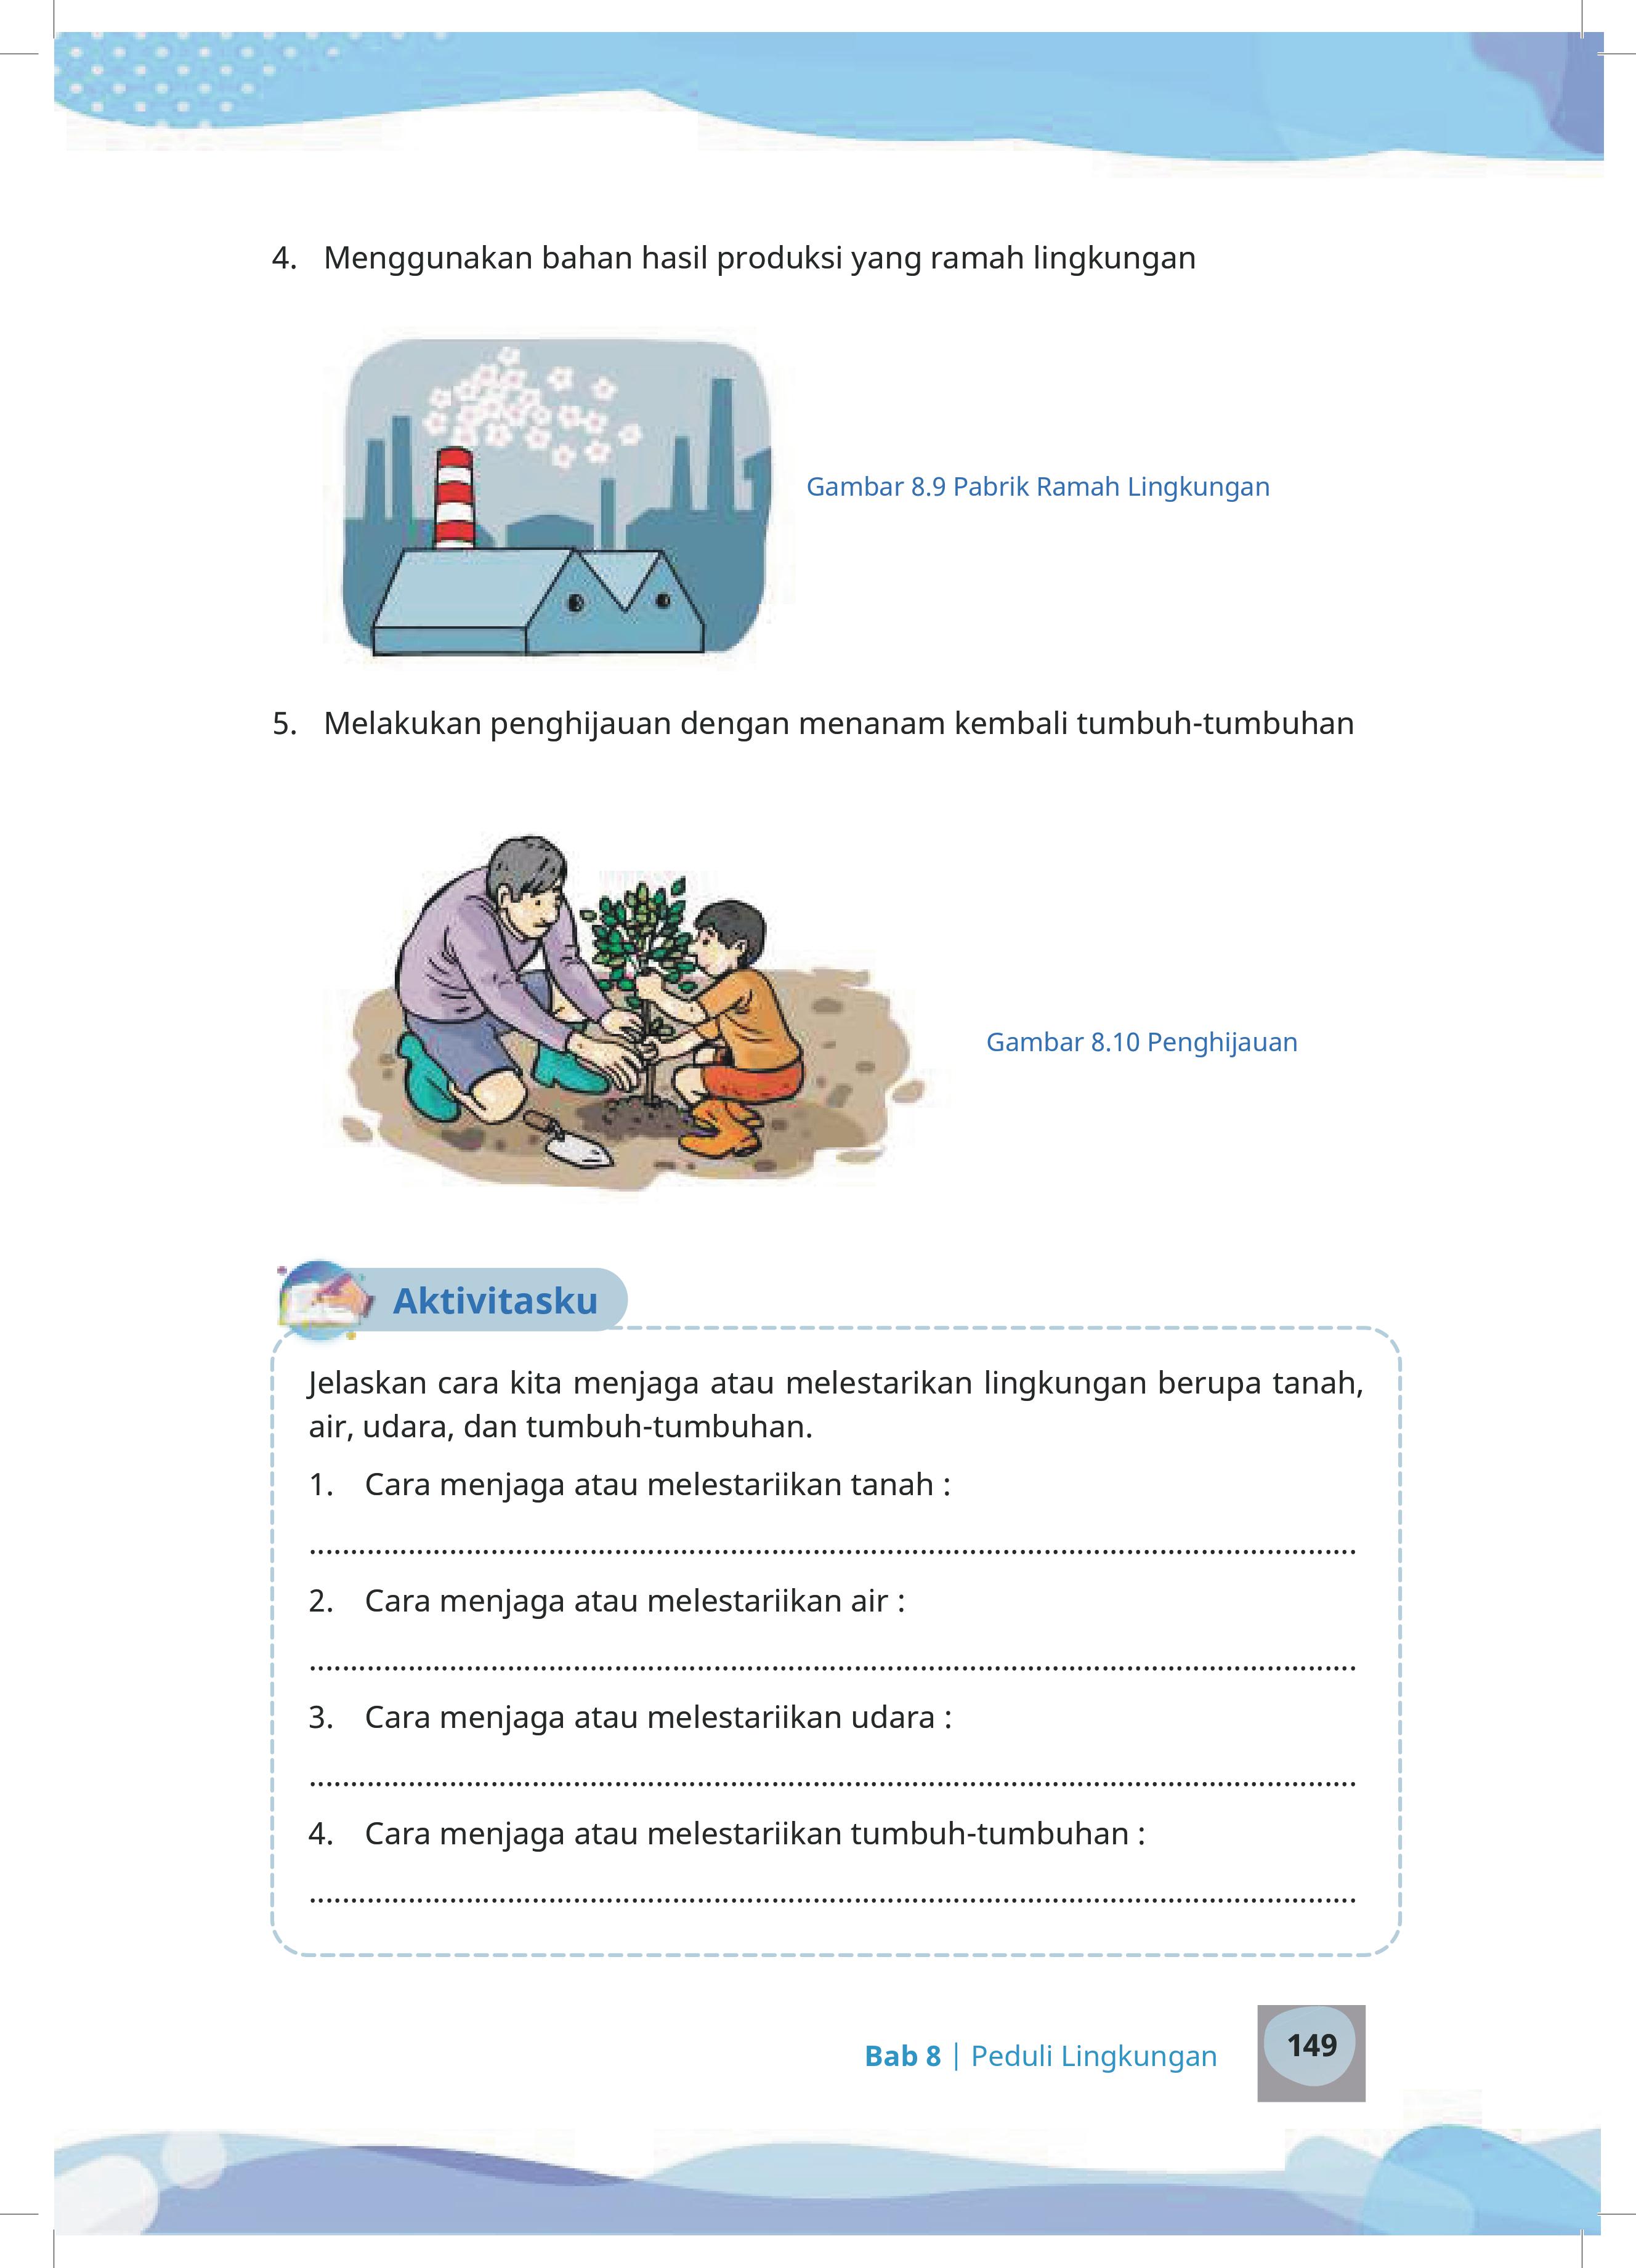 4. Menggunakan bahan hasil produksi yang ramah lingkungan
Gambar 8.9 Pabrik Ramah Lingkungan
5. Melakukan penghijauan dengan menanam kembali tumbuh-tumbuhan
Gambar 8.10 Penghijauan
Aktivitasku
Jelaskan cara kita menjaga atau melestarikan lingkungan berupa tanah,
air, udara, dan tumbuh-tumbuhan.
1. Cara menjaga atau melestariikan tanah :
2. Cara menjaga atau melestariikan air :
3. Cara menjaga atau melestariikan udara :
4. Cara menjaga atau melestariikan tumbuh-tumbuhan :
Bab 8 | Peduli Lingkungan
149